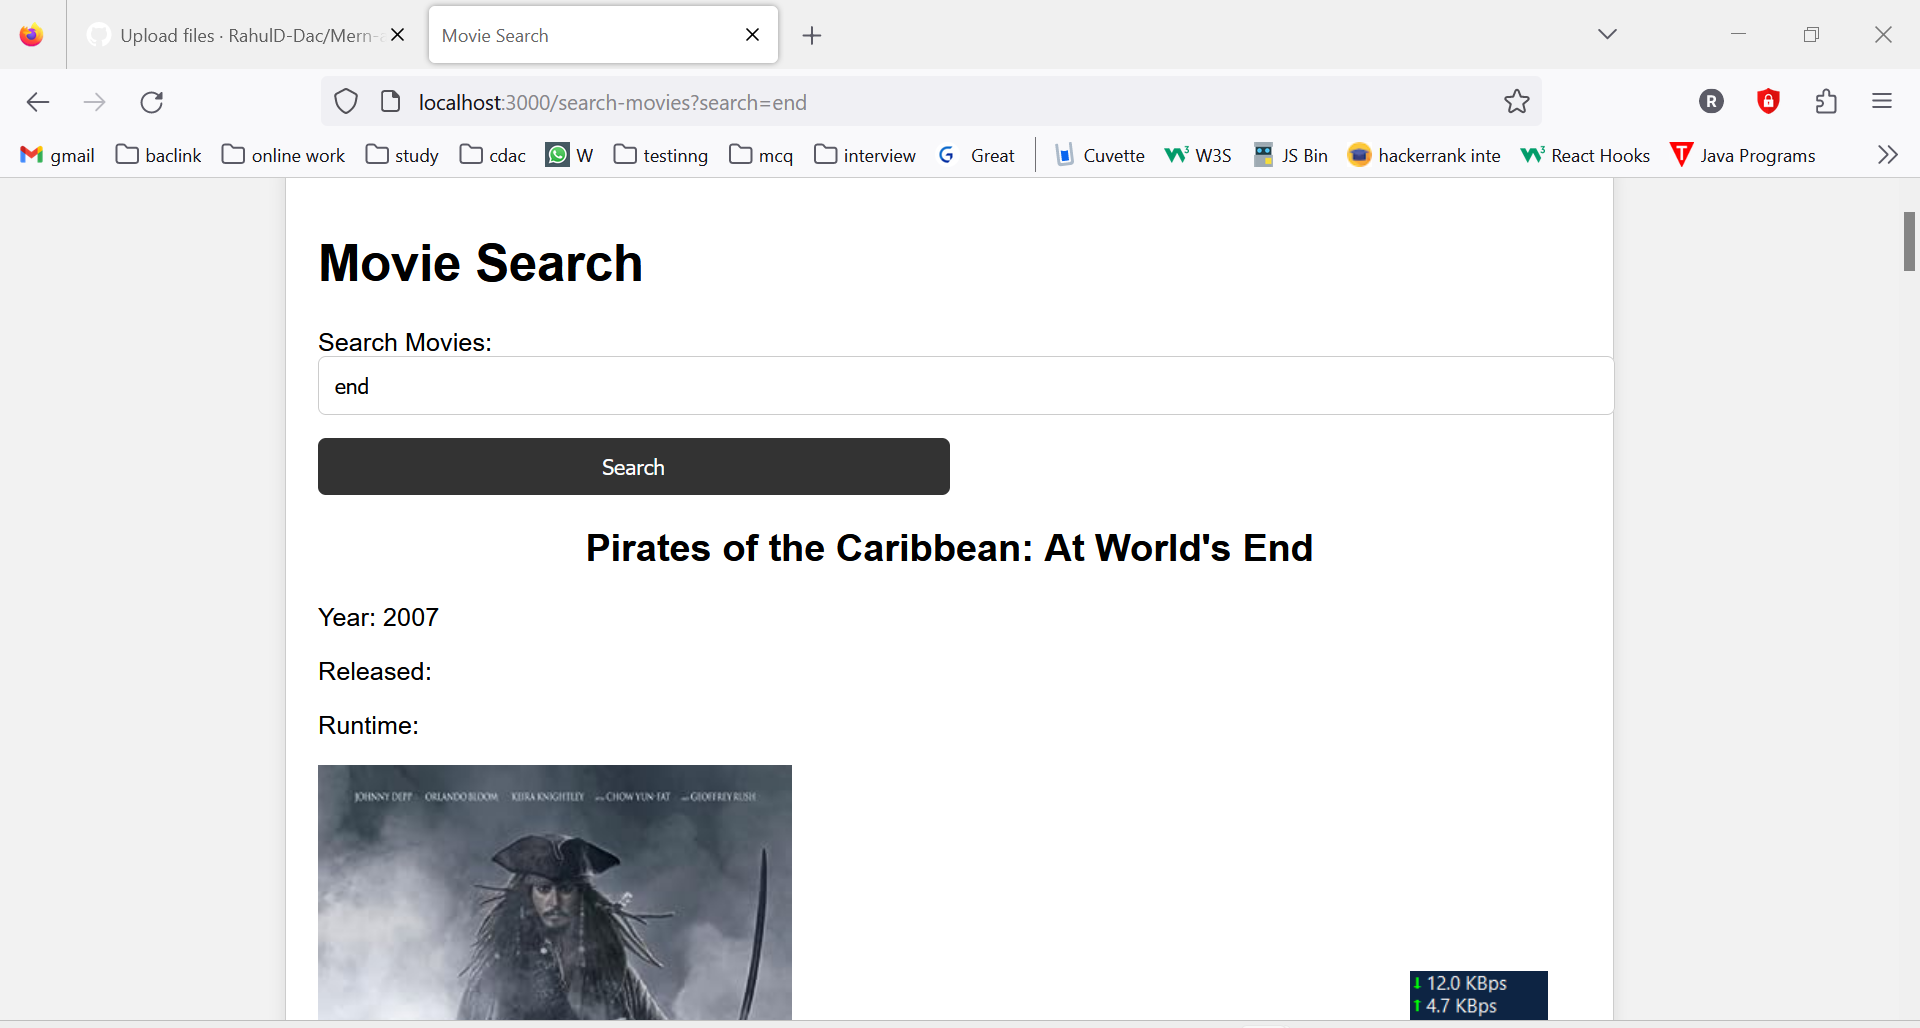 Upload files · RahulD-Dac/Mern-a
Movie Search
localhost:3000/search-movies?search=end
R
gmail baclink online work study cdac W testinng mcq interview G Great Cuvette W3S JS Bin hackerrank inte React Hooks Java Programs
Movie Search
Search Movies:
end
Search
Pirates of the Caribbean: At World's End
Year: 2007
Released:
Runtime:
JOHNNY DEPP ORLANDO BLOOM KEIRA KNIGHTLEY CHOW YUN-FAT GEOFFREY RUSH
12.0 KBps
4.7 KBps